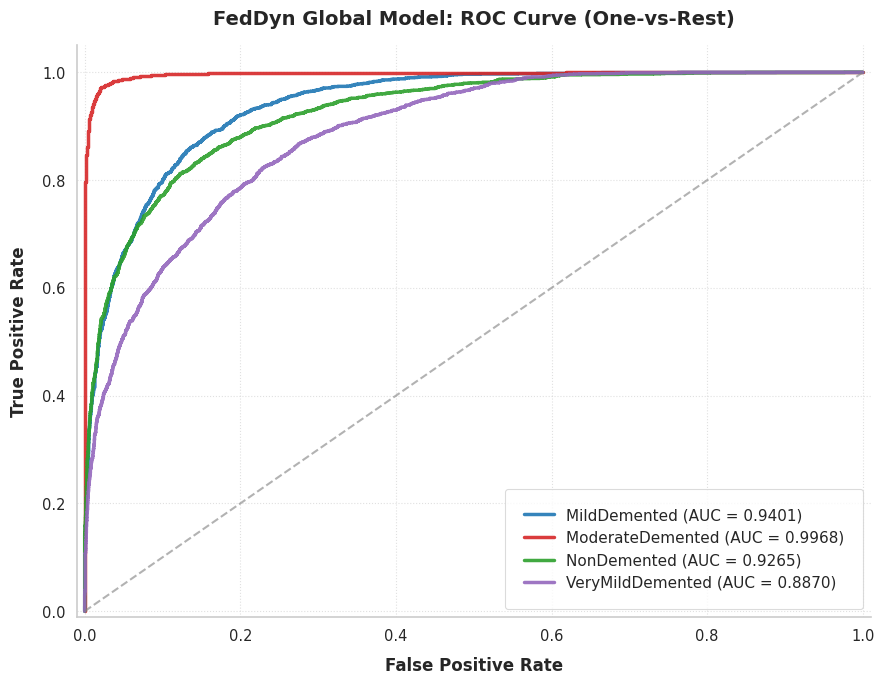 FedDyn Global Model: ROC Curve (One-vs-Rest)
True Positive Rate
1.0
0.8
0.6
0.4
0.2
0.0
MildDemented (AUC = 0.9401)
ModerateDemented (AUC = 0.9968)
NonDemented (AUC = 0.9265)
VeryMildDemented (AUC = 0.8870)
0.0 0.2 0.4 0.6 0.8 1.0
False Positive Rate